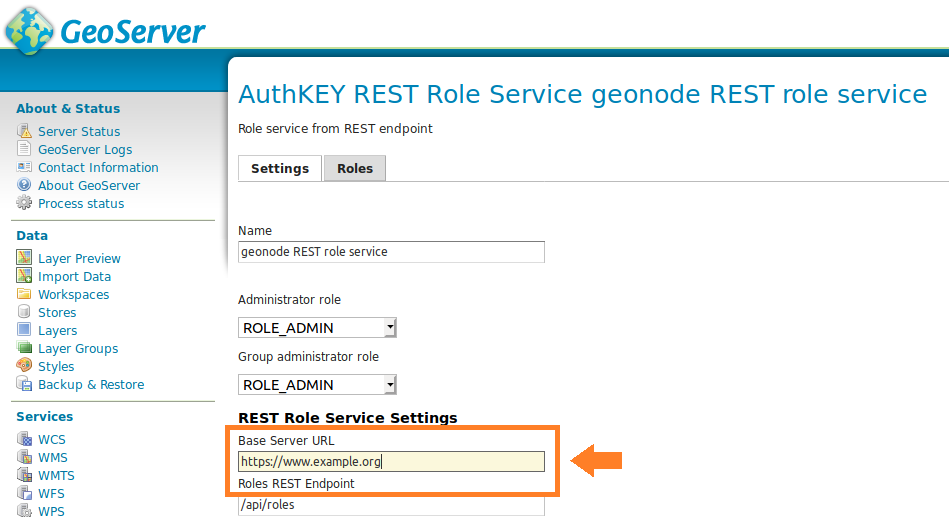 GeoServer
AuthKEY REST Role Service geonode REST role service
Role service from REST endpoint
Settings
Roles
About & Status
Server Status
GeoServer Logs
Contact Information
About GeoServer
Process status
Data
Layer Preview
Import Data
Workspaces
Stores
Layers
Layer Groups
Styles
Backup & Restore
Services
WCS
WMS
WMTS
WFS
WPS
Name
geonode REST role service
Administrator role
ROLE_ADMIN
Group administrator role
ROLE_ADMIN
REST Role Service Settings
Base Server URL
https://www.example.org
Roles REST Endpoint
/api/roles